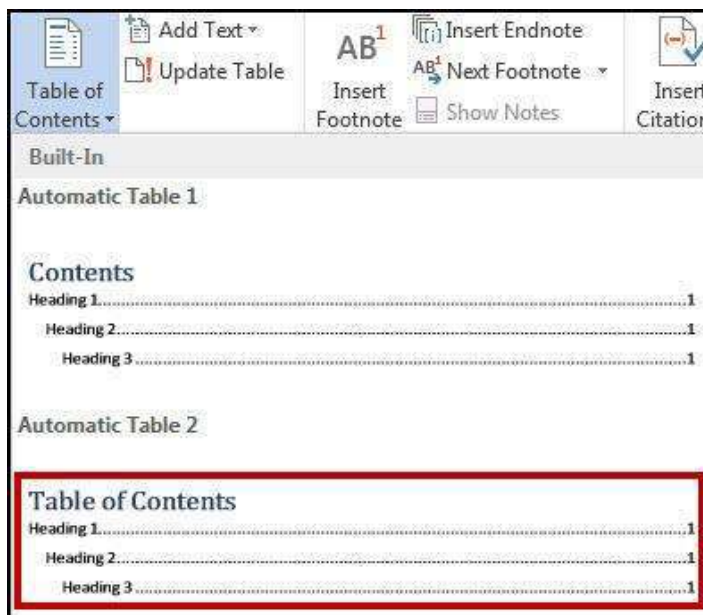 Table of Contents
Add Text
Update Table
AB1
Insert Footnote
Insert Endnote
AB1 Next Footnote
Show Notes
Insert
Built-In
Automatic Table 1
Contents
Heading 1....................1
Heading 2....................1
Heading 3....................1
Automatic Table 2
Table of Contents
Heading 1....................1
Heading 2....................1
Heading 3....................1